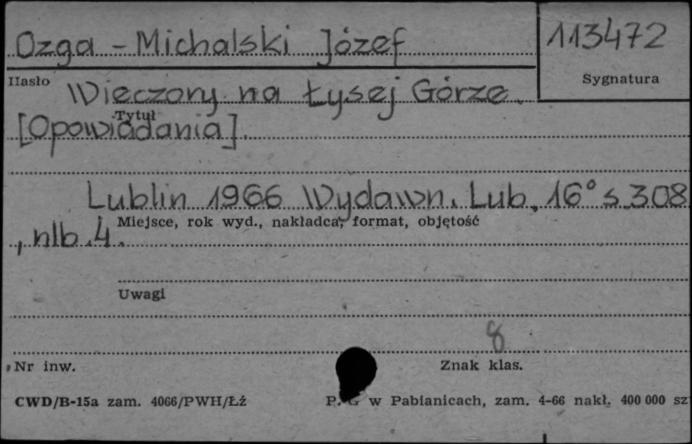 Ozga-Michalski Józef
113472
Hasło
Sygnatura
Wieczory na Łysej Górze.
Tytuł
[Opowiadania].
Lublin 1966 Wydawn. Lub. 16° s. 308
Miejsce, rok wyd., nakładca, format, objętość
, nlb. 4.
Uwagi
8
Nr inw.
Znak klas.
CWD/B-15a zam. 4066/PWH/Łź
w Pabianicach, zam. 4-66 nakł. 400 000 sz